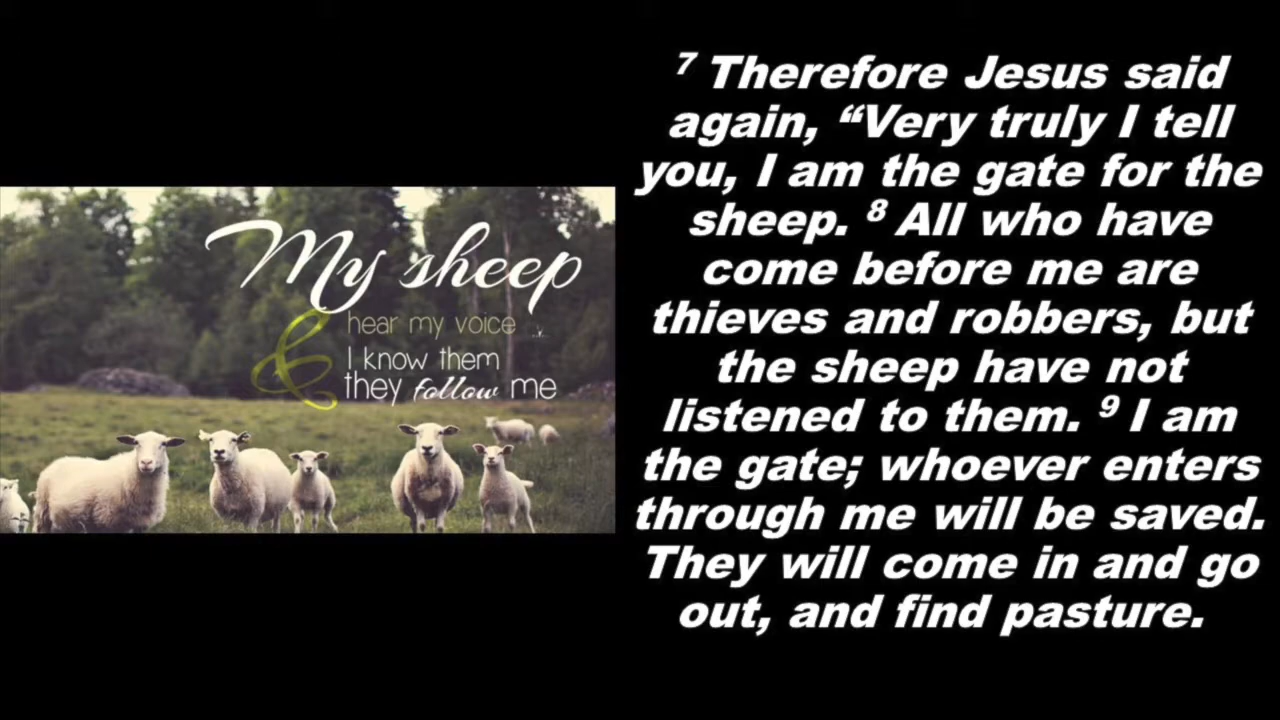 My sheep
hear my voice
& I know them
they follow me
7 Therefore Jesus said
again, “Very truly I tell
you, I am the gate for the
sheep. 8 All who have
come before me are
thieves and robbers, but
the sheep have not
listened to them. 9 I am
the gate; whoever enters
through me will be saved.
They will come in and go
out, and find pasture.